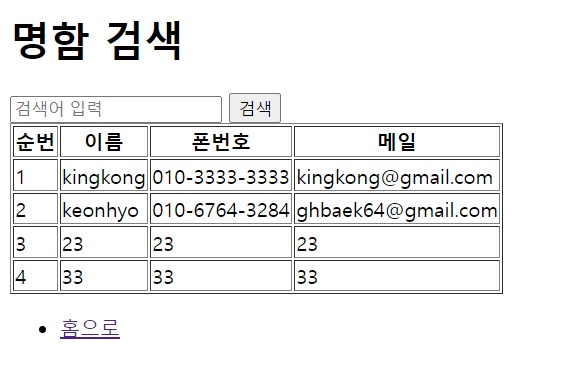 명함 검색
검색어 입력 검색
순번 이름 폰번호 메일
1 kingkong 010-3333-3333 kingkong@gmail.com
2 keonhyo 010-6764-3284 ghbaek64@gmail.com
3 23 23 23
4 33 33 33
홈으로